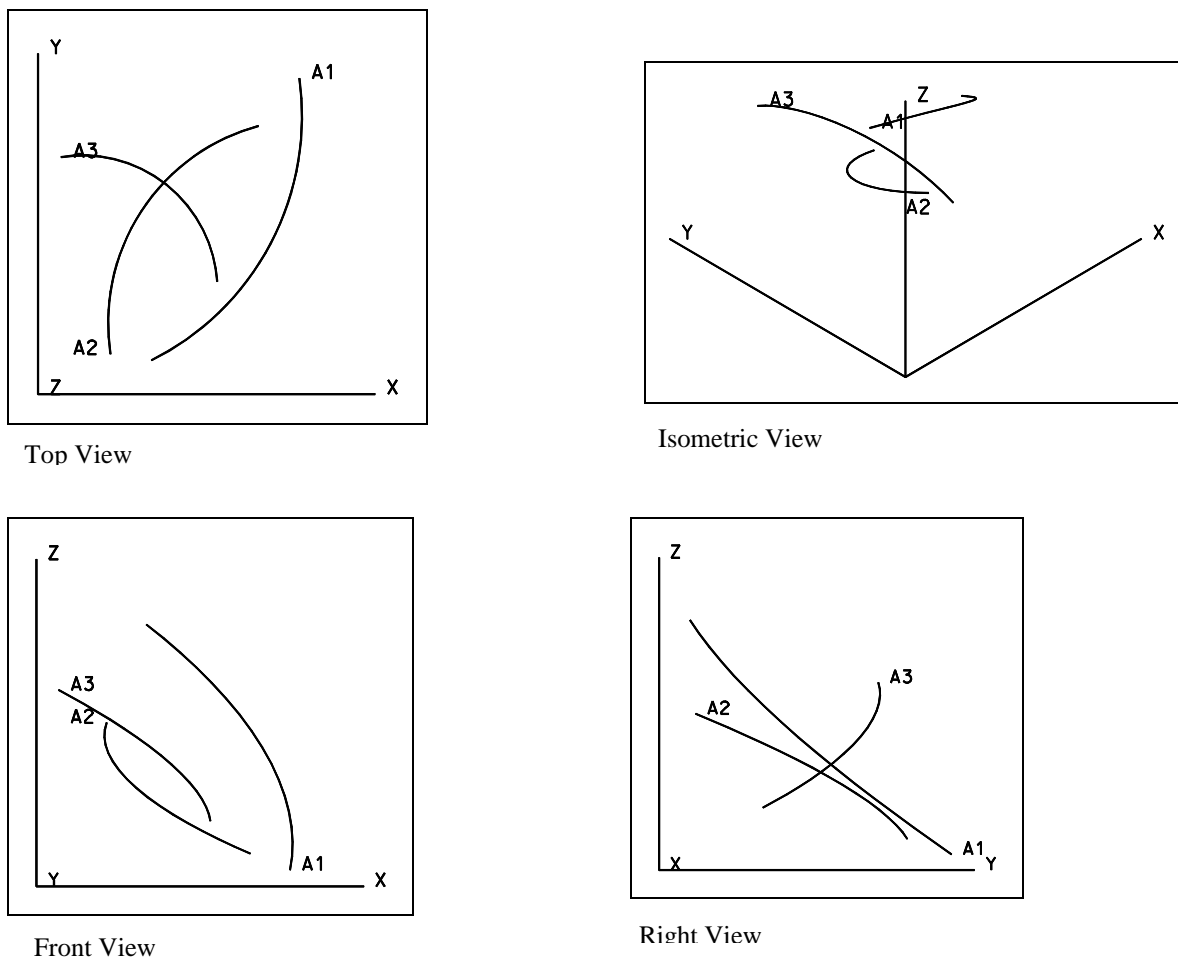 Y
A1
A3
A2
Z
X
Top View
A3
Z
A1
A2
Y
X
Isometric View
Z
A3
A2
A1
Y
X
Front View
Z
A3
A2
A1
X
Y
Right View